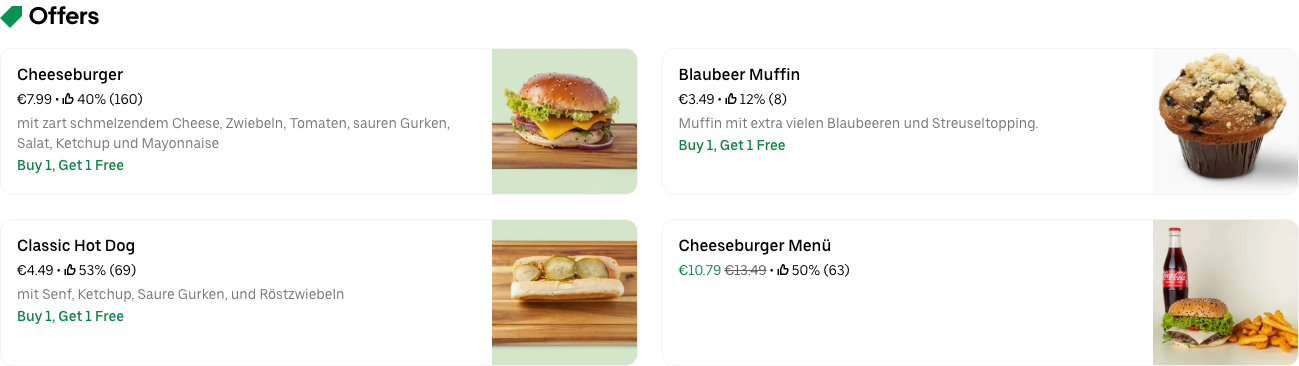 Offers
Cheeseburger
€7.99 • 40% (160)
mit zart schmelzendem Cheese, Zwiebeln, Tomaten, sauren Gurken,
Salat, Ketchup und Mayonnaise
Buy 1, Get 1 Free
Blaubeer Muffin
€3.49 • 12% (8)
Muffin mit extra vielen Blaubeeren und Streuseltopping.
Buy 1, Get 1 Free
Classic Hot Dog
€4.49 • 53% (69)
mit Senf, Ketchup, Saure Gurken, und Röstzwiebeln
Buy 1, Get 1 Free
Cheeseburger Menü
€10.79 €13.49 • 50% (63)
Coca-Cola